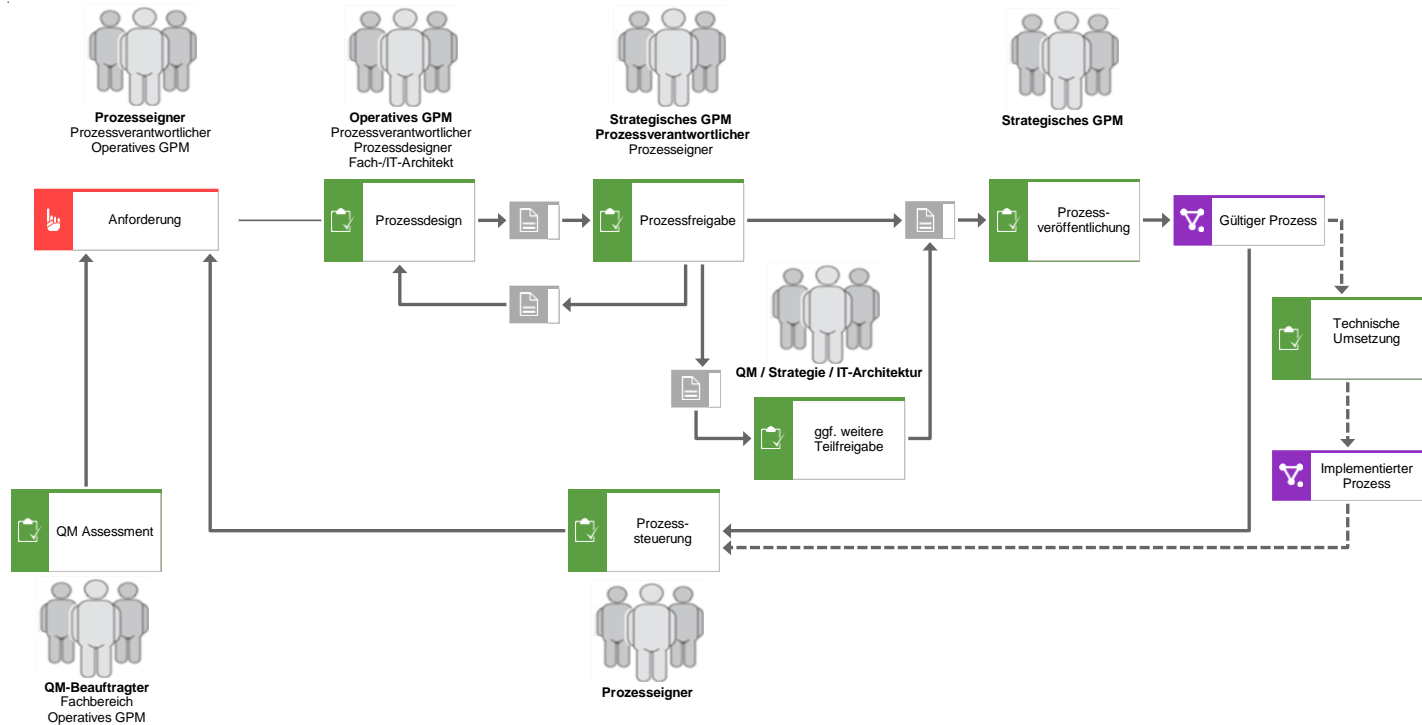 Prozesseigner
Prozessverantwortlicher
Operatives GPM
Operatives GPM
Prozessverantwortlicher
Prozessdesigner
Fach-/IT-Architekt
Strategisches GPM
Prozessverantwortlicher
Prozesseigner
Strategisches GPM
Anforderung
Prozessdesign
Prozessfreigabe
Prozess-
veröffentlichung
Gültiger Prozess
Technische
Umsetzung
QM / Strategie / IT-Architektur
ggf. weitere
Teilfreigabe
Implementierter
Prozess
QM Assessment
Prozess-
steuerung
QM-Beauftragter
Fachbereich
Operatives GPM
Prozesseigner